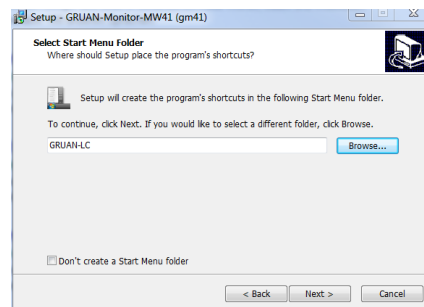 Setup - GRUAN-Monitor-MW41 (gm41)
Select Start Menu Folder
Where should Setup place the program's shortcuts?
Setup will create the program's shortcuts in the following Start Menu folder.
To continue, click Next. If you would like to select a different folder, click Browse.
GRUAN-LC
Browse...
Don't create a Start Menu folder
< Back
Next >
Cancel